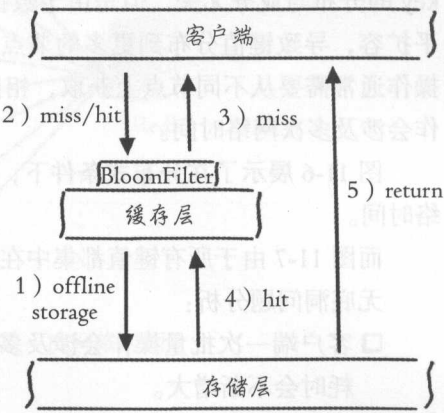 客户端
2）miss/hit
3）miss
BloomFilter
5）return
缓存层
1）offline
storage
4）hit
存储层